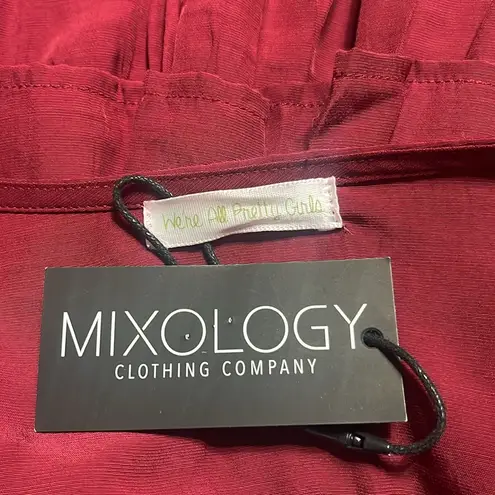 We're All Pretty Girls
MIXOLOGY
CLOTHING COMPANY